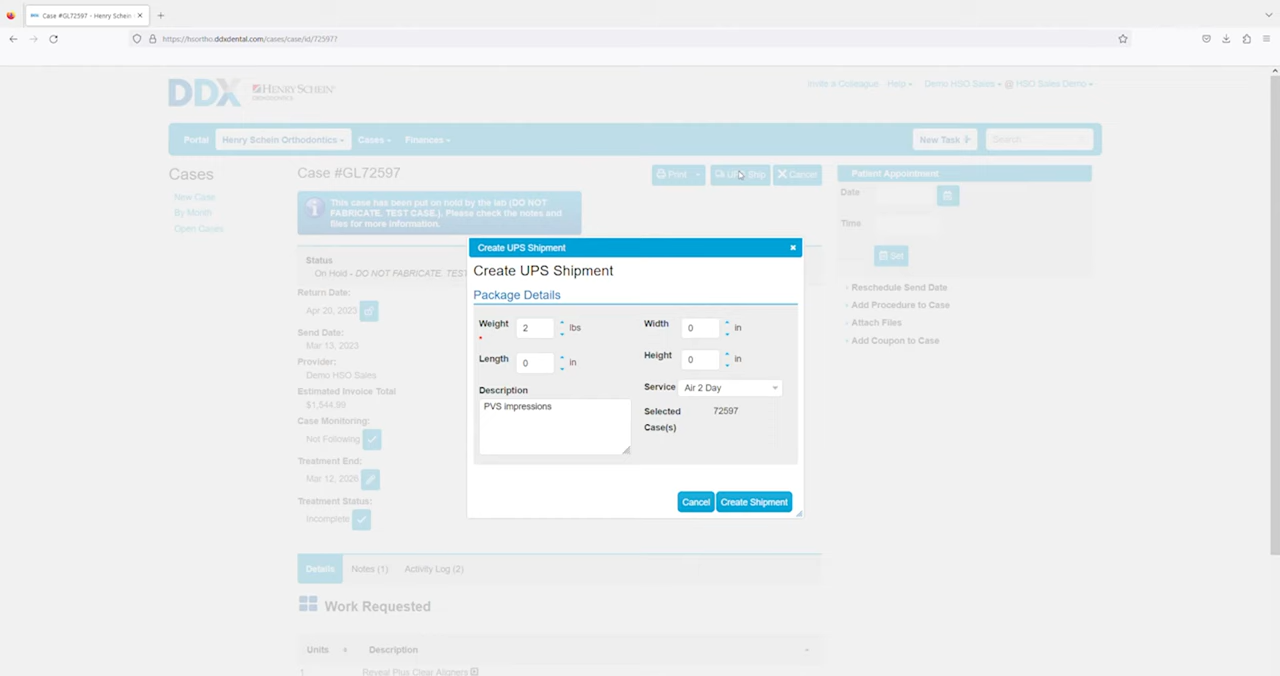 Case #GL72597 - Henry Schein
https://hsortho.ddxdental.com/cases/case/id/725977
DDX HENRY SCHEIN
ORTHODONTICS
Invite a Colleague Help Demo HSO Sales @ HSO Sales Demo
Portal Henry Schein Orthodontics Cases Finances New Task Search
Cases
New Case
By Month
Open Cases
Case #GL72597
Print UPS Ship Cancel
This case has been put on hold by the lab (DO NOT
FABRICATE. TEST CASE.). Please check the notes and
files for more information.
Status
On Hold - DO NOT FABRICATE. TEST
Return Date:
Apr 20, 2023
Send Date:
Mar 13, 2023
Provider:
Demo HSO Sales
Estimated Invoice Total
$1,544.99
Case Monitoring:
Not Following
Treatment End:
Mar 12, 2026
Treatment Status:
Incomplete
Create UPS Shipment
Create UPS Shipment
Package Details
Weight 2 lbs
Width 0 in
Length 0 in
Height 0 in
Description
PVS impressions
Service Air 2 Day
Selected 72597
Case(s)
Cancel Create Shipment
Patient Appointment
Date
Time
Set
Reschedule Send Date
Add Procedure to Case
Attach Files
Add Coupon to Case
Details Notes (1) Activity Log (2)
Work Requested
Units Description
1 Reveal Plus Clear Aligners